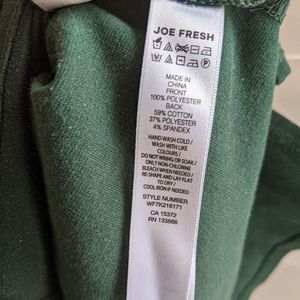 JOE FRESH
MADE IN
CHINA
FRONT
100% POLYESTER
BACK
59% COTTON
37% POLYESTER
4% SPANDEX
HAND WASH COLD /
WASH WITH LIKE
COLOURS /
DO NOT WRING OR SOAK /
ONLY NON-CHLORINE
BLEACH WHEN NEEDED /
RE-SHAPE AND LAY FLAT
TO DRY /
COOL IRON IF NEEDED
STYLE NUMBER
WF7K216171
CA 15372
RN 133886